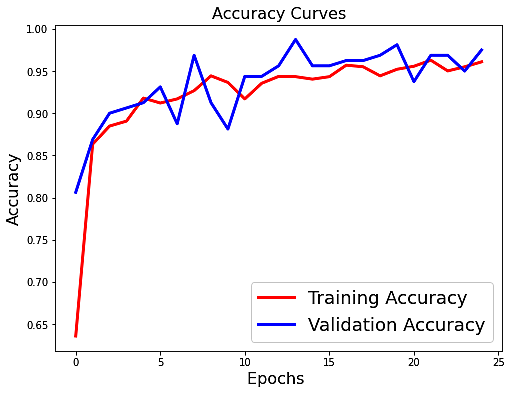 Accuracy Curves
1.00
0.95
0.90
0.85
0.80
0.75
0.70
0.65
Accuracy
Training Accuracy
Validation Accuracy
0 5 10 15 20 25
Epochs